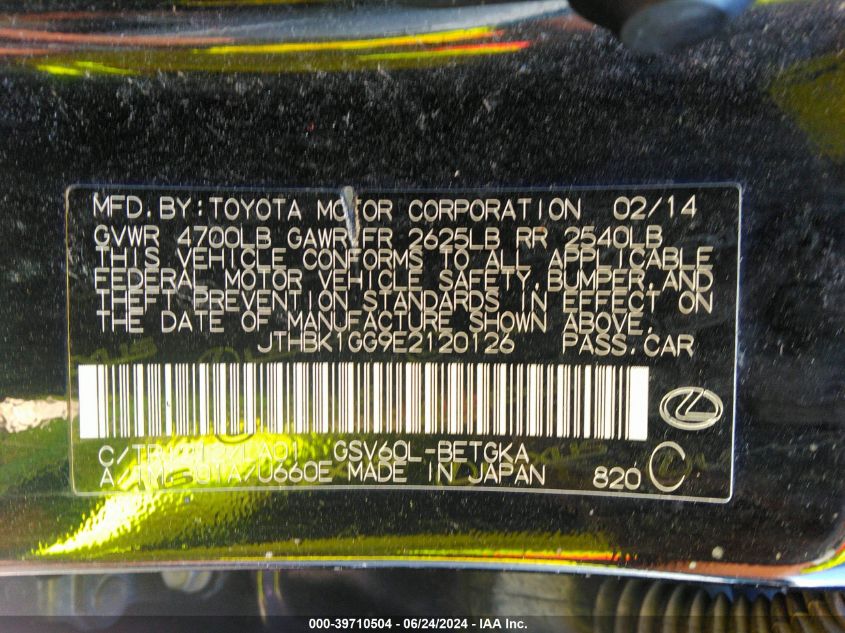 MFD. BY: TOYOTA MOTOR CORPORATION 02/14
GVWR 4700LB GAWR FR 2625LB RR 2540LB
THIS VEHICLE CONFORMS TO ALL APPLICABLE
FEDERAL MOTOR VEHICLE SAFETY, BUMPER, AND
THEFT PREVENTION STANDARDS IN EFFECT ON
THE DATE OF MANUFACTURE SHOWN ABOVE.
JTHBK1GG9E2120126 PASS. CAR
C/TR LA01 GSV60L-BETGKA
A/ U660E MADE IN JAPAN 820 C
000-39710504 - 06/24/2024 - IAA Inc.